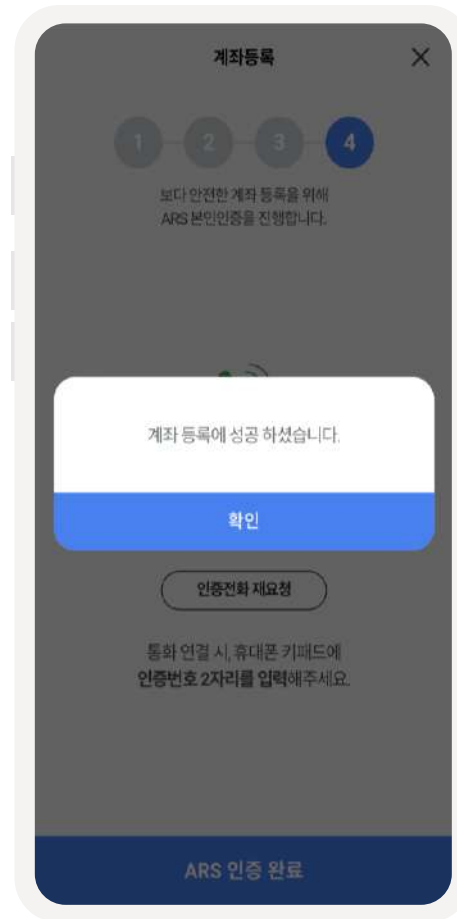 계좌등록
1 2 3 4
보다 안전한 계좌 등록을 위해
ARS 본인인증을 진행합니다.
계좌 등록에 성공 하셨습니다.
확인
인증전화 재요청
통화 연결 시, 휴대폰 키패드에
인증번호 2자리를 입력해주세요.
ARS 인증 완료